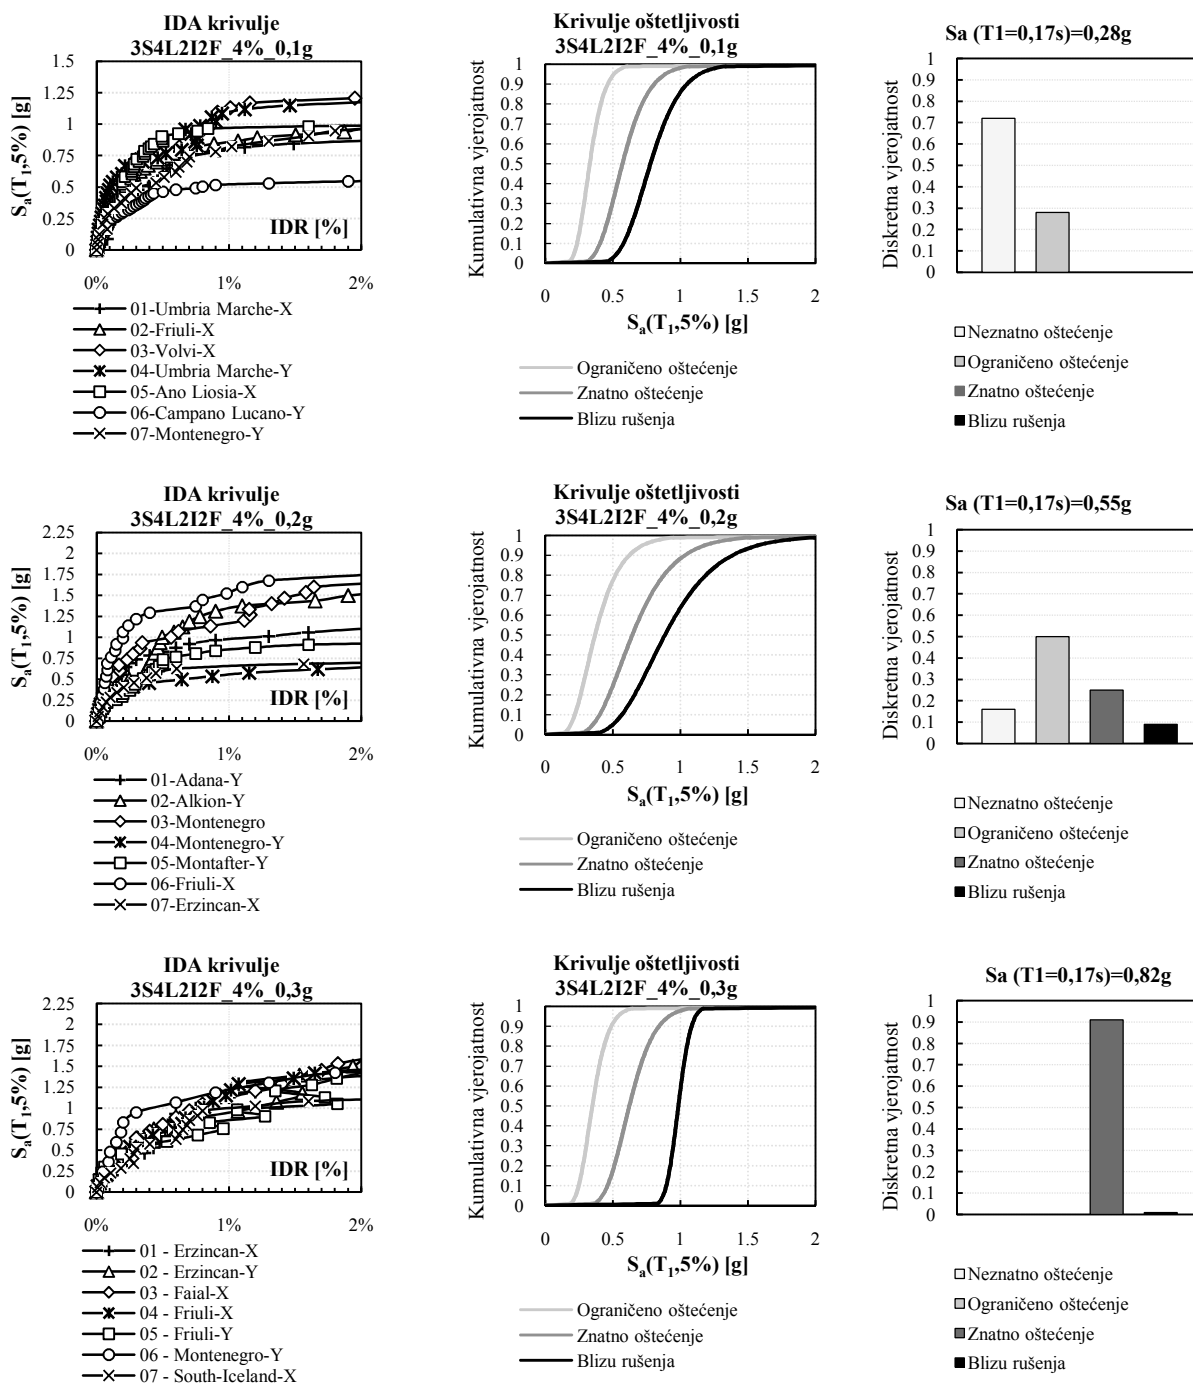 IDA krivulje
3S4L2I2F_4%_0,1g
Sa(T1,5%) [g]
1.5
1.25
1
0.75
0.5
0.25
0
IDR [%]
0% 1% 2%
01-Umbria Marche-X
02-Friuli-X
03-Volvi-X
04-Umbria Marche-Y
05-Ano Liosia-X
06-Campano Lucano-Y
07-Montenegro-Y
Krivulje oštetljivosti
3S4L2I2F_4%_0,1g
Kumulativna vjerojatnost
1
0.9
0.8
0.7
0.6
0.5
0.4
0.3
0.2
0.1
0
0 0.5 1 1.5 2
Sa(T1,5%) [g]
Ograničeno oštećenje
Znatno oštećenje
Blizu rušenja
Sa (T1=0,17s)=0,28g
Diskretna vjerojatnost
1
0.9
0.8
0.7
0.6
0.5
0.4
0.3
0.2
0.1
0
Neznatno oštećenje
Ograničeno oštećenje
Znatno oštećenje
Blizu rušenja
IDA krivulje
3S4L2I2F_4%_0,2g
Sa(T1,5%) [g]
2.25
2
1.75
1.5
1.25
1
0.75
0.5
0.25
0
IDR [%]
0% 1% 2%
01-Adana-Y
02-Alkion-Y
03-Montenegro
04-Montenegro-Y
05-Montafter-Y
06-Friuli-X
07-Erzincan-X
Krivulje oštetljivosti
3S4L2I2F_4%_0,2g
Kumulativna vjerojatnost
1
0.9
0.8
0.7
0.6
0.5
0.4
0.3
0.2
0.1
0
0 0.5 1 1.5 2
Sa(T1,5%) [g]
Ograničeno oštećenje
Znatno oštećenje
Blizu rušenja
Sa (T1=0,17s)=0,55g
Diskretna vjerojatnost
1
0.9
0.8
0.7
0.6
0.5
0.4
0.3
0.2
0.1
0
Neznatno oštećenje
Ograničeno oštećenje
Znatno oštećenje
Blizu rušenja
IDA krivulje
3S4L2I2F_4%_0,3g
Sa(T1,5%) [g]
2.25
2
1.75
1.5
1.25
1
0.75
0.5
0.25
0
IDR [%]
0% 1% 2%
01 - Erzincan-X
02 - Erzincan-Y
03 - Faial-X
04 - Friuli-X
05 - Friuli-Y
06 - Montenegro-Y
07 - South-Iceland-X
Krivulje oštetljivosti
3S4L2I2F_4%_0,3g
Kumulativna vjerojatnost
1
0.9
0.8
0.7
0.6
0.5
0.4
0.3
0.2
0.1
0
0 0.5 1 1.5 2
Sa(T1,5%) [g]
Ograničeno oštećenje
Znatno oštećenje
Blizu rušenja
Sa (T1=0,17s)=0,82g
Diskretna vjerojatnost
1
0.9
0.8
0.7
0.6
0.5
0.4
0.3
0.2
0.1
0
Neznatno oštećenje
Ograničeno oštećenje
Znatno oštećenje
Blizu rušenja